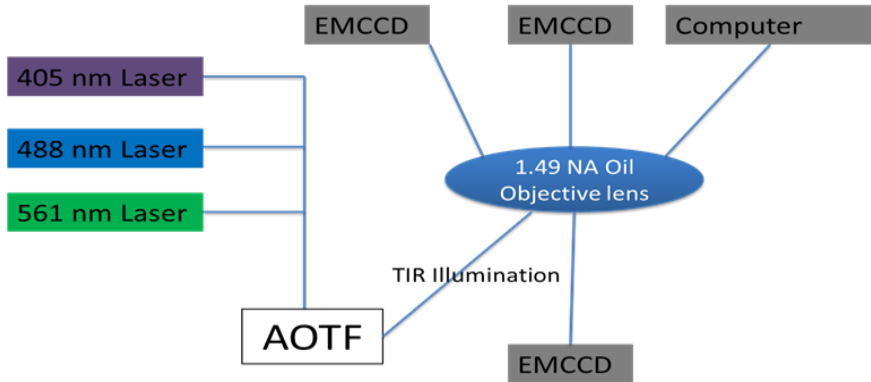 EMCCD
EMCCD
Computer
405 nm Laser
488 nm Laser
561 nm Laser
1.49 NA Oil
Objective lens
TIR Illumination
AOTF
EMCCD